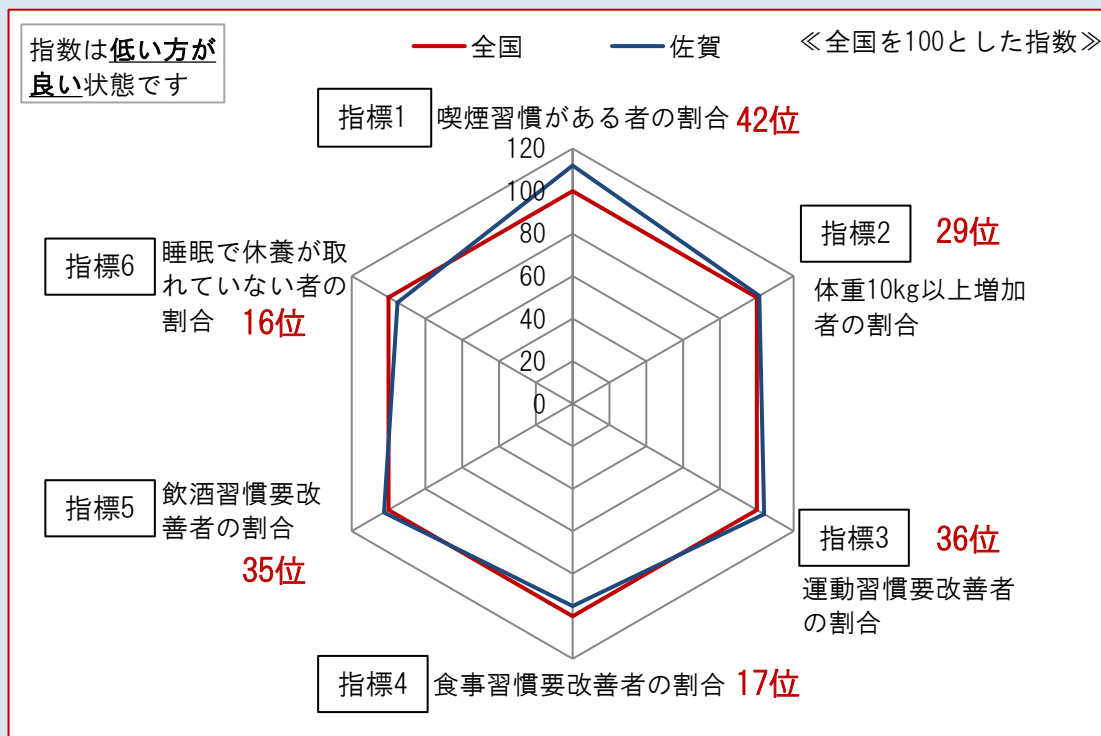 指数は低い方が
良い状態です
全国
佐賀
≪全国を100とした指数≫
指標1
喫煙習慣がある者の割合 42位
120
100
80
60
40
20
0
指標2
29位
体重10kg以上増加
者の割合
指標3
36位
運動習慣要改善者
の割合
指標4
食事習慣要改善者の割合 17位
指標5
飲酒習慣要改
善者の割合
35位
指標6
睡眠で休養が取
れていない者の
割合 16位